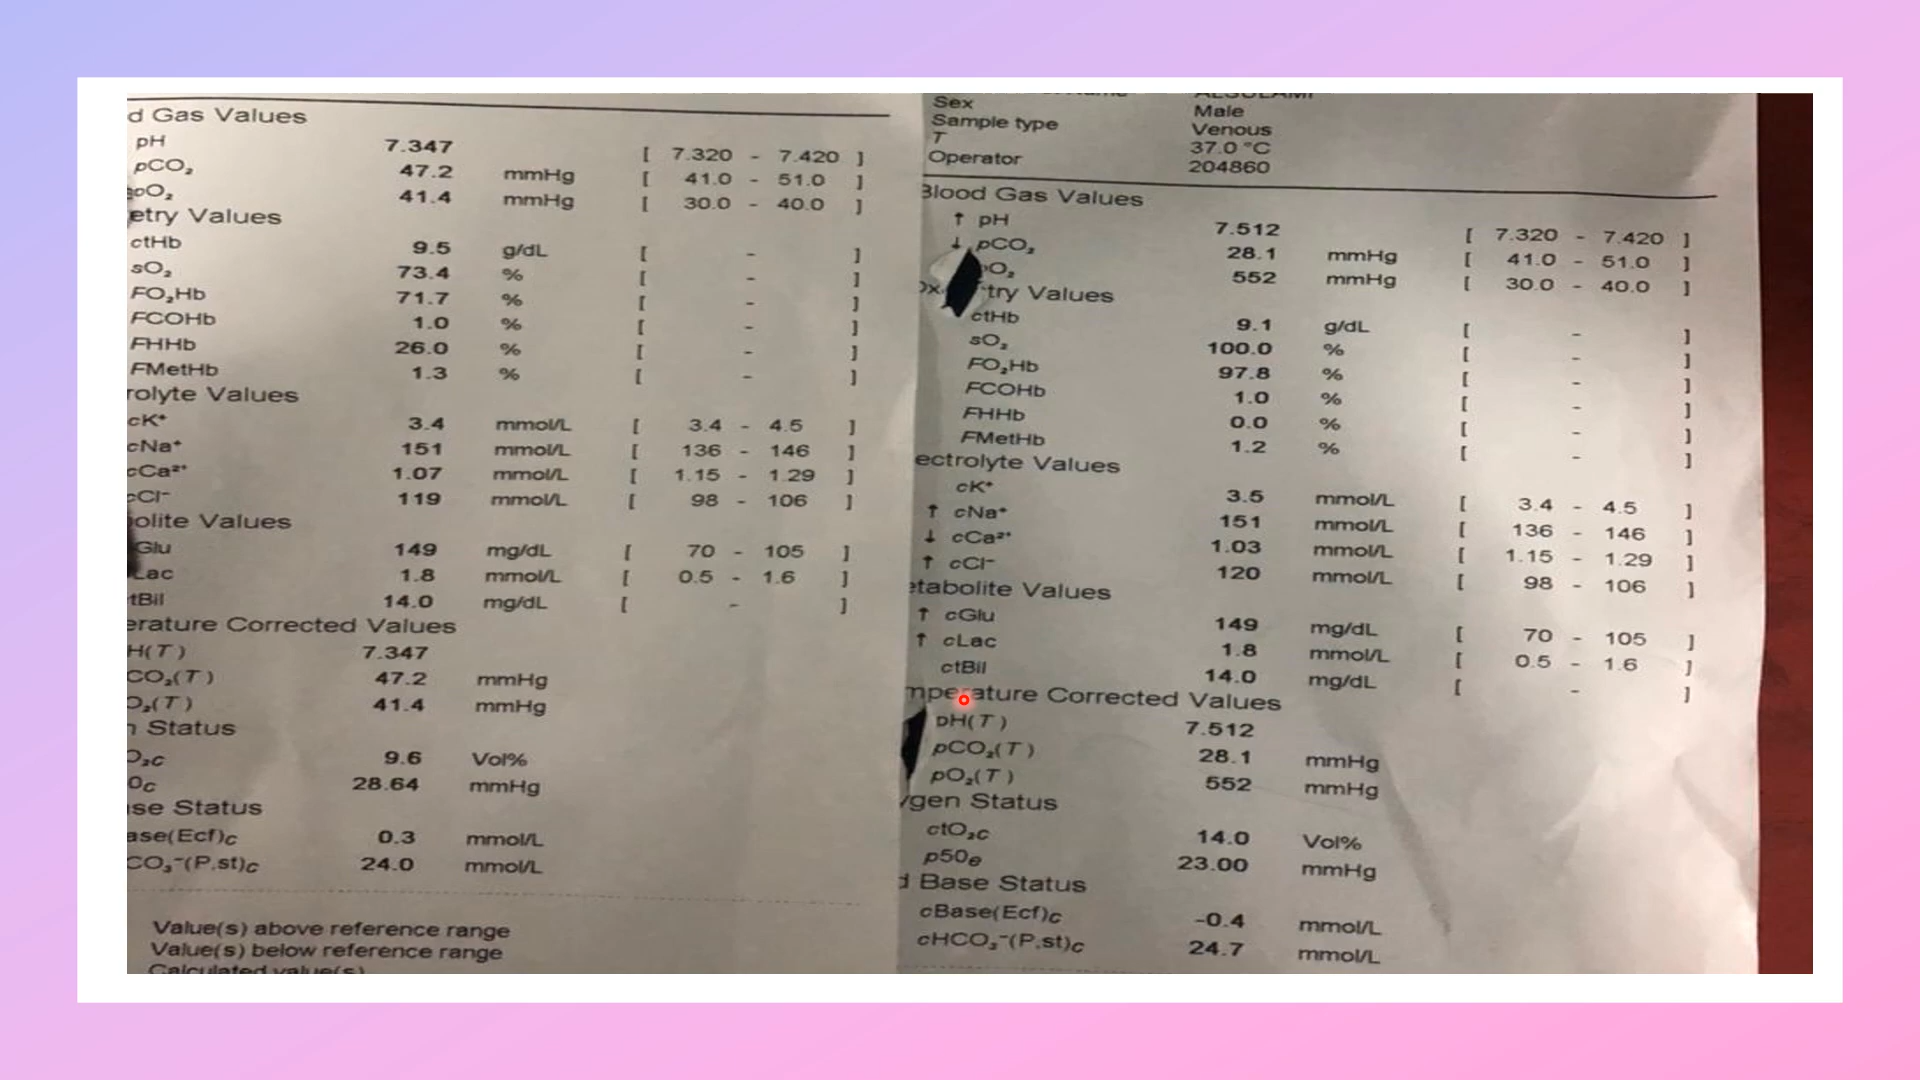 d Gas Values
pH 7.347 [ 7.320 - 7.420 ]
pCO₂ 47.2 mmHg [ 41.0 - 51.0 ]
pO₂ 41.4 mmHg [ 30.0 - 40.0 ]
etry Values
ctHb 9.5 g/dL [ - ]
sO₂ 73.4 % [ - ]
FO₂Hb 71.7 % [ - ]
FCOHb 1.0 % [ - ]
FHHb 26.0 % [ - ]
FMetHb 1.3 % [ - ]
rolyte Values
cK⁺ 3.4 mmol/L [ 3.4 - 4.5 ]
cNa⁺ 151 mmol/L [ 136 - 146 ]
cCa²⁺ 1.07 mmol/L [ 1.15 - 1.29 ]
cCl⁻ 119 mmol/L [ 98 - 106 ]
olite Values
Glu 149 mg/dL [ 70 - 105 ]
Lac 1.8 mmol/L [ 0.5 - 1.6 ]
tBil 14.0 mg/dL [ - ]
erature Corrected Values
H(T) 7.347
CO₂(T) 47.2 mmHg
O₂(T) 41.4 mmHg
n Status
O₂c 9.6 Vol%
0c 28.64 mmHg
se Status
ase(Ecf)c 0.3 mmol/L
CO₃⁻(P.st)c 24.0 mmol/L
Value(s) above reference range
Value(s) below reference range
Calculated value(s)
Sex Male
Sample type Venous
T 37.0 °C
Operator 204860
Blood Gas Values
↑ pH 7.512 [ 7.320 - 7.420 ]
↓ pCO₂ 28.1 mmHg [ 41.0 - 51.0 ]
pO₂ 552 mmHg [ 30.0 - 40.0 ]
ox try Values
ctHb 9.1 g/dL [ - ]
sO₂ 100.0 % [ - ]
FO₂Hb 97.8 % [ - ]
FCOHb 1.0 % [ - ]
FHHb 0.0 % [ - ]
FMetHb 1.2 % [ - ]
ectrolyte Values
cK⁺ 3.5 mmol/L [ 3.4 - 4.5 ]
↑ cNa⁺ 151 mmol/L [ 136 - 146 ]
↓ cCa²⁺ 1.03 mmol/L [ 1.15 - 1.29 ]
↑ cCl⁻ 120 mmol/L [ 98 - 106 ]
etabolite Values
↑ cGlu 149 mg/dL [ 70 - 105 ]
↑ cLac 1.8 mmol/L [ 0.5 - 1.6 ]
ctBil 14.0 mg/dL [ - ]
mperature Corrected Values
pH(T) 7.512
pCO₂(T) 28.1 mmHg
pO₂(T) 552 mmHg
ygen Status
ctO₂c 14.0 Vol%
p50e 23.00 mmHg
d Base Status
cBase(Ecf)c -0.4 mmol/L
cHCO₃⁻(P.st)c 24.7 mmol/L